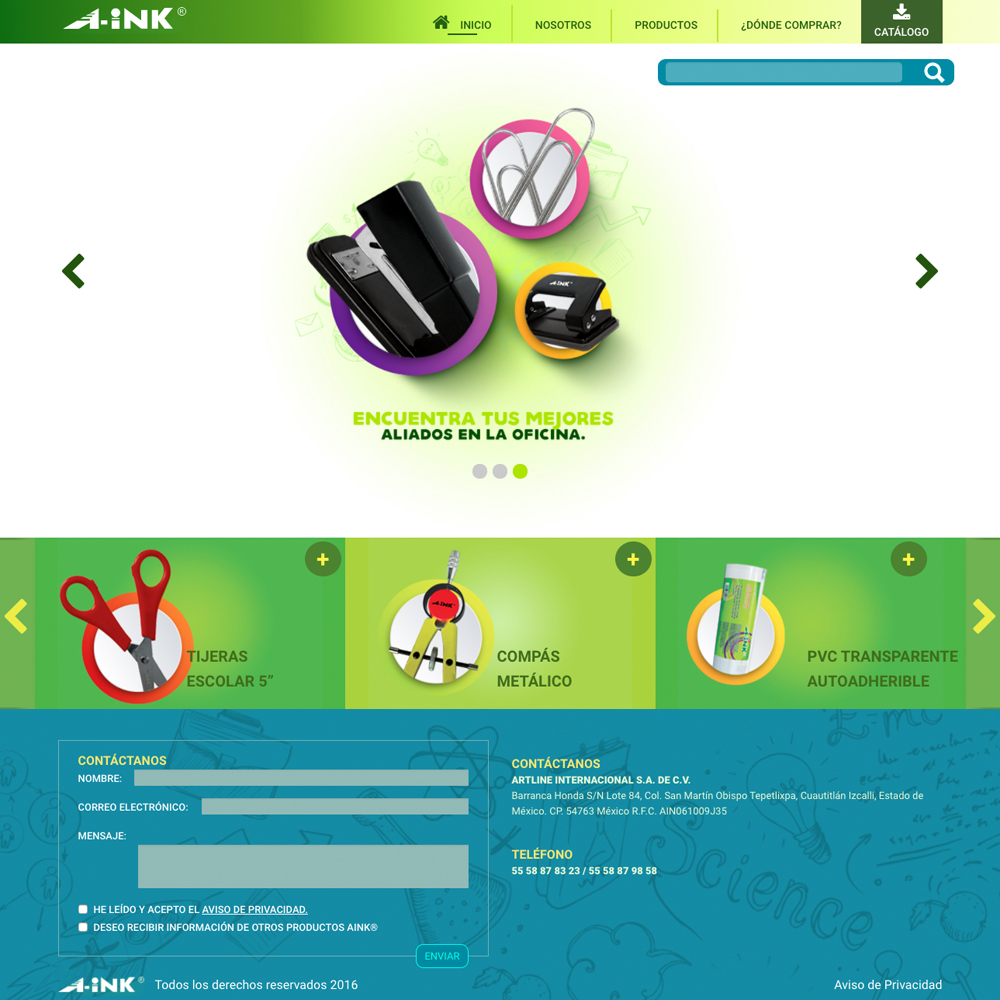 A-iNK®
INICIO
NOSOTROS
PRODUCTOS
¿DÓNDE COMPRAR?
CATÁLOGO
A-iNK
ENCUENTRA TUS MEJORES
ALIADOS EN LA OFICINA.
TIJERAS
ESCOLAR 5”
A-iNK
COMPÁS
METÁLICO
A-iNK
PVC TRANSPARENTE
AUTOADHERIBLE
CONTÁCTANOS
NOMBRE:
CORREO ELECTRÓNICO:
MENSAJE:
HE LEÍDO Y ACEPTO EL AVISO DE PRIVACIDAD.
DESEO RECIBIR INFORMACIÓN DE OTROS PRODUCTOS AINK®
ENVIAR
CONTÁCTANOS
ARTLINE INTERNACIONAL S.A. DE C.V.
Barranca Honda S/N Lote 84, Col. San Martín Obispo Tepetlixpa, Cuautitlán Izcalli, Estado de
México. CP. 54763 México R.F.C. AIN061009J35
TELÉFONO
55 58 87 83 23 / 55 58 87 98 58
Science
A-iNK® Todos los derechos reservados 2016
Aviso de Privacidad